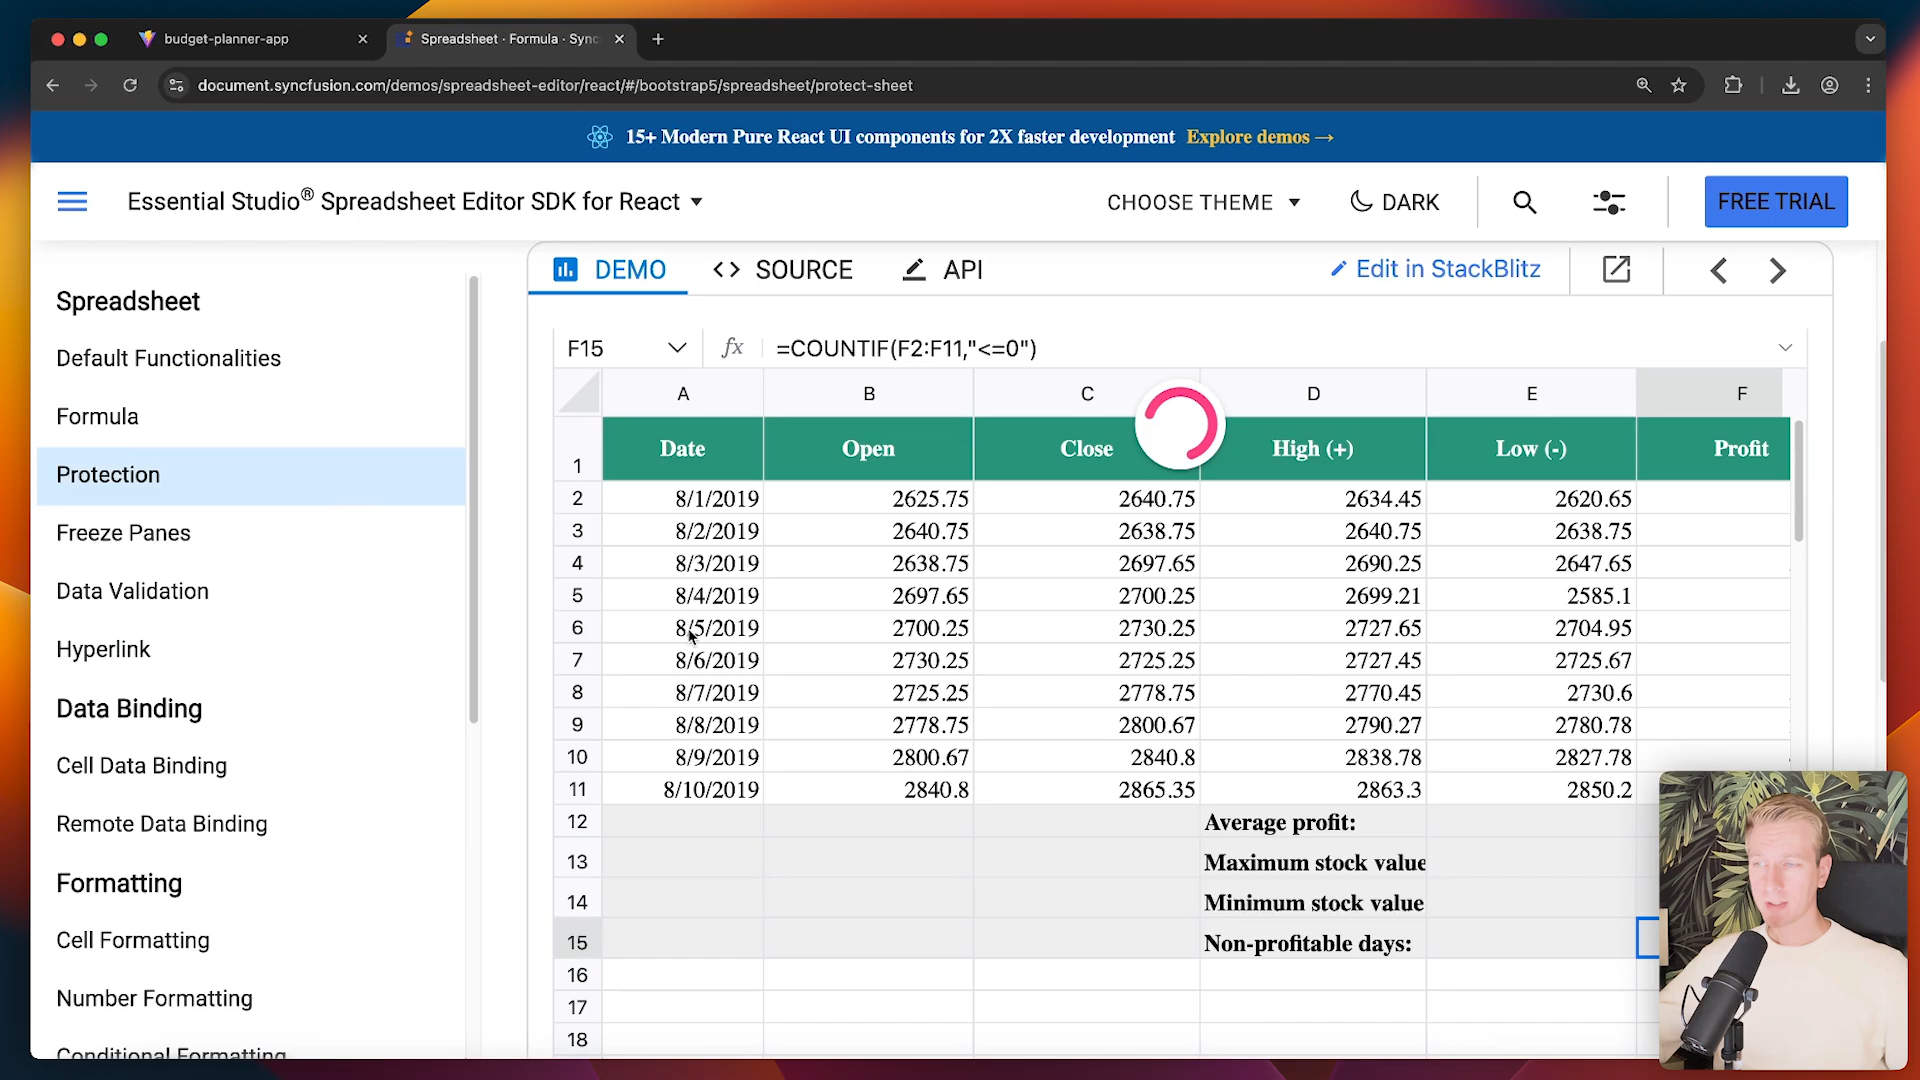 budget-planner-app
Spreadsheet · Formula · Sync
document.syncfusion.com/demos/spreadsheet-editor/react/#/bootstrap5/spreadsheet/protect-sheet
15+ Modern Pure React UI components for 2X faster development Explore demos →
Essential Studio® Spreadsheet Editor SDK for React
CHOOSE THEME
DARK
FREE TRIAL
DEMO
SOURCE
API
Edit in StackBlitz
Spreadsheet
Default Functionalities
Formula
Protection
Freeze Panes
Data Validation
Hyperlink
Data Binding
Cell Data Binding
Remote Data Binding
Formatting
Cell Formatting
Number Formatting
Conditional Formatting
F15 fx =COUNTIF(F2:F11,"<=0")
A B C D E F
1 Date Open Close High (+) Low (-) Profit
2 8/1/2019 2625.75 2640.75 2634.45 2620.65
3 8/2/2019 2640.75 2638.75 2640.75 2638.75
4 8/3/2019 2638.75 2697.65 2690.25 2647.65
5 8/4/2019 2697.65 2700.25 2699.21 2585.1
6 8/5/2019 2700.25 2730.25 2727.65 2704.95
7 8/6/2019 2730.25 2725.25 2727.45 2725.67
8 8/7/2019 2725.25 2778.75 2770.45 2730.6
9 8/8/2019 2778.75 2800.67 2790.27 2780.78
10 8/9/2019 2800.67 2840.8 2838.78 2827.78
11 8/10/2019 2840.8 2865.35 2863.3 2850.2
12 Average profit:
13 Maximum stock value
14 Minimum stock value
15 Non-profitable days:
16
17
18